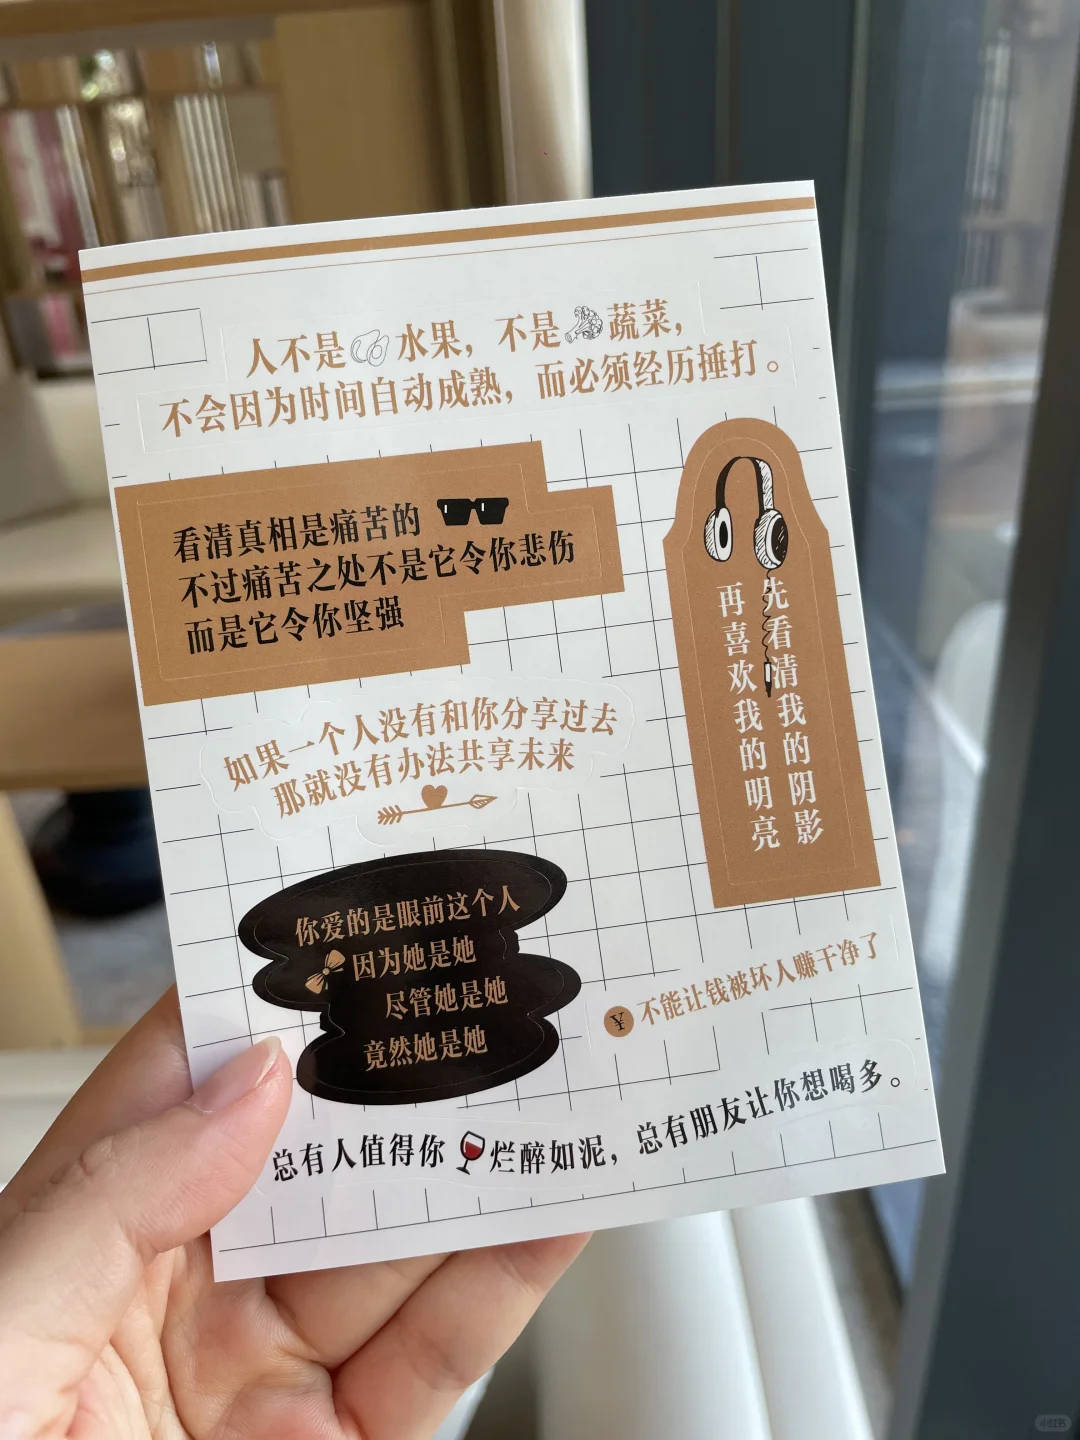 人不是水果，不是蔬菜，
不会因为时间自动成熟，而必须经历捶打。
看清真相是痛苦的
不过痛苦之处不是它令你悲伤
而是它令你坚强
先看清我的阴影
再喜欢我的明亮
如果一个人没有和你分享过去
那就没有办法共享未来
你爱的是眼前这个人
因为她是她
尽管她是她
竟然她是她
¥ 不能让钱被坏人赚干净了
总有人值得你烂醉如泥，总有朋友让你想喝多。
小红书